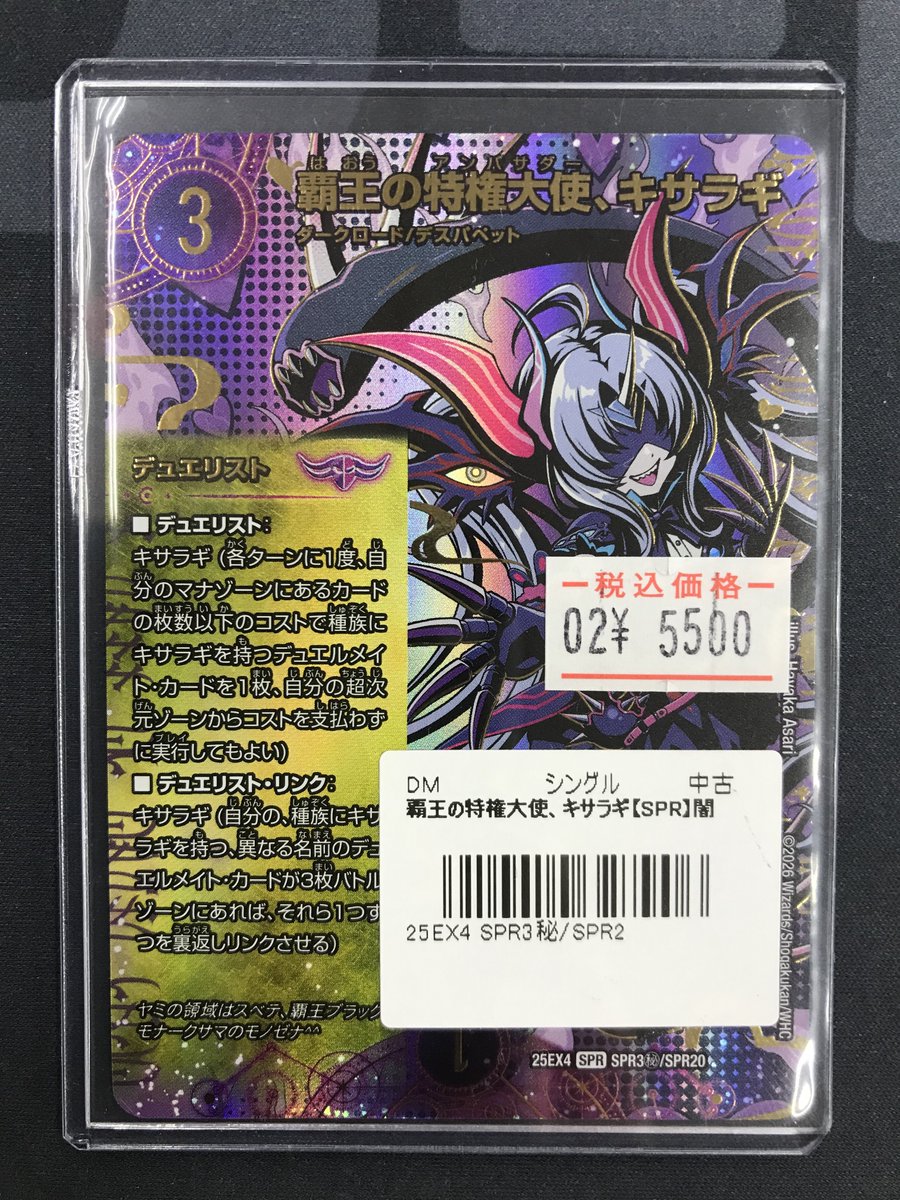 3
はおう アンバサダー
覇王の特権大使、キサラギ
ダークロード/デスパペット
デュエリスト
■ デュエリスト:
キサラギ (各ターンに1度、自
分のマナゾーンにあるカード
の枚数以下のコストで種族に
キサラギを持つデュエルメイ
ト・カードを1枚、自分の超次
元ゾーンからコストを支払わず
に実行してもよい)
■ デュエリスト・リンク:
キサラギ (自分の、種族にキサ
ラギを持つ、異なる名前のデュ
エルメイト・カードが3枚バトル
ゾーンにあれば、それら1つず
つを裏返しリンクさせる)
ヤミの領域はスベテ、覇王ブラック
モナークサマのモノゼナ^^
税込価格
02¥ 5500
Asari
©2026 Wizards/Shogakukan/WHC
DM シングル 中古
覇王の特権大使、キサラギ【SPR】闇
25EX4 SPR3㊙/SPR2
25EX4 SPR SPR3㊙/SPR20